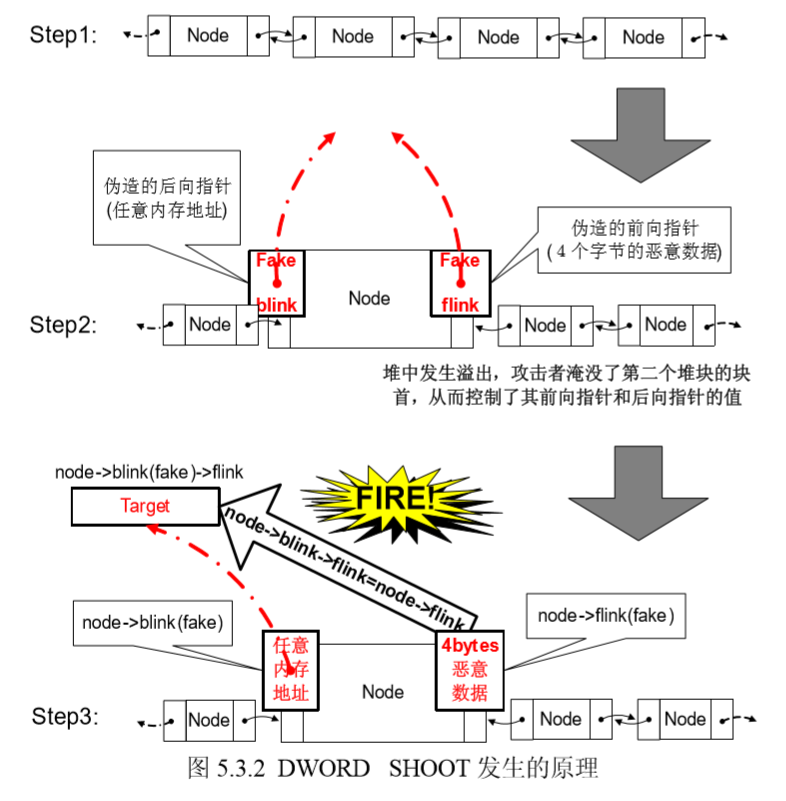 Step1:
Node
Node
Node
Node
伪造的后向指针
(任意内存地址)
伪造的前向指针
(4个字节的恶意数据)
Fake
blink
Node
Fake
flink
Step2:
Node
Node
Node
堆中发生溢出，攻击者淹没了第二个堆块的块
首，从而控制了其前向指针和后向指针的值
node->blink(fake)->flink
Target
FIRE!
node->blink->flink=node->flink
node->blink(fake)
node->flink(fake)
任意
内存
地址
Node
4bytes
恶意
数据
Step3:
Node
Node
Node
图 5.3.2 DWORD SHOOT 发生的原理